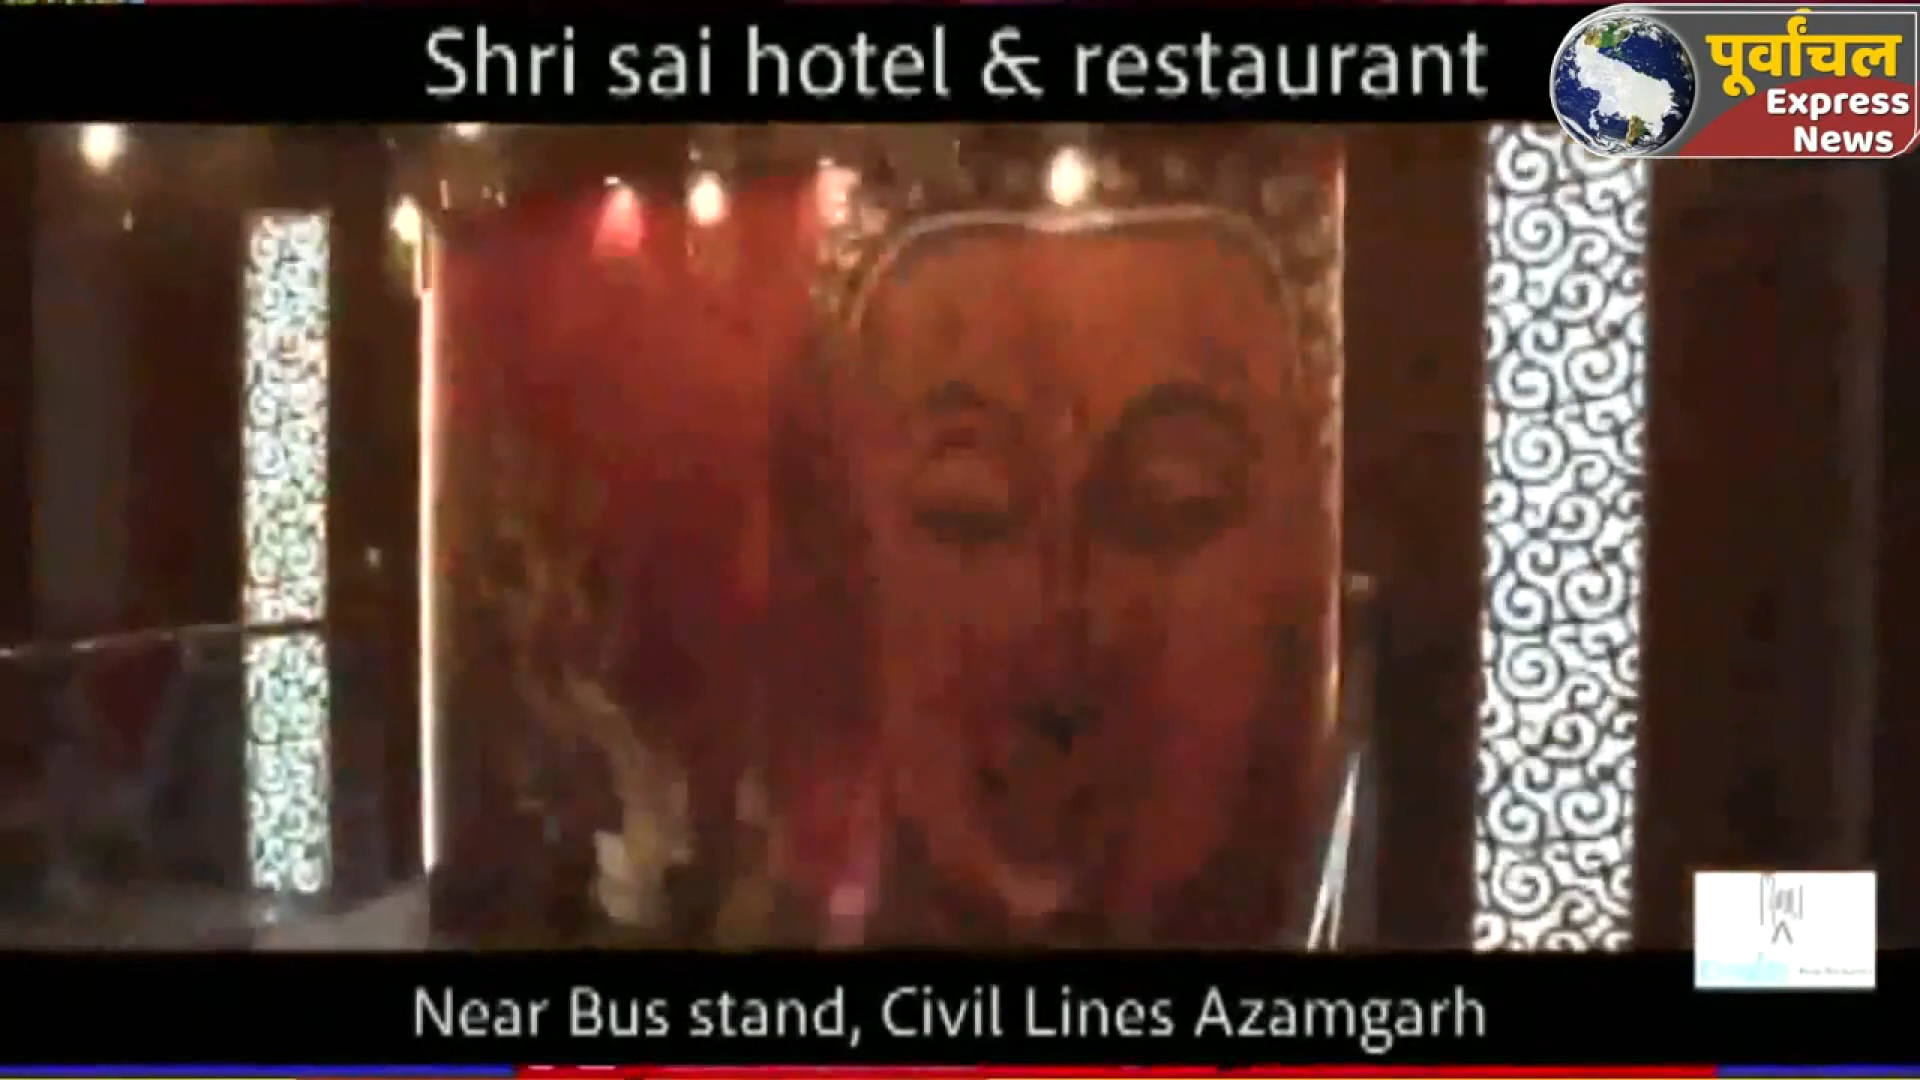 Shri sai hotel & restaurant
पूर्वांचल
Express
News
Near Bus stand, Civil Lines Azamgarh